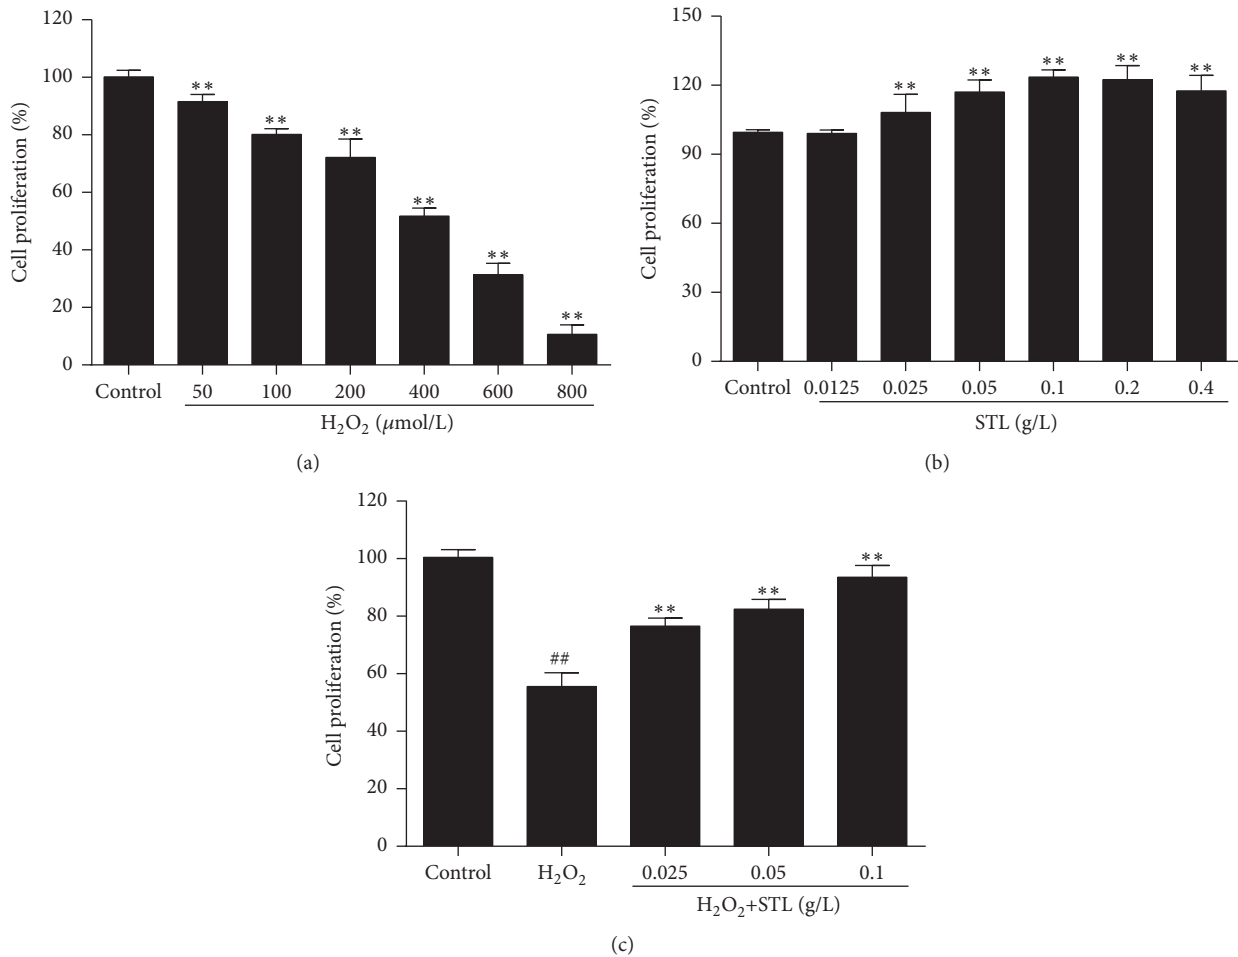 120
100
80
60
40
20
0
Cell proliferation (%)
** ** ** ** ** **
Control 50 100 200 400 600 800
H₂O₂ (μmol/L)
(a)
150
120
90
60
30
0
Cell proliferation (%)
** ** ** ** **
Control 0.0125 0.025 0.05 0.1 0.2 0.4
STL (g/L)
(b)
120
100
80
60
40
20
0
Cell proliferation (%)
## ** ** **
Control H₂O₂ 0.025 0.05 0.1
H₂O₂+STL (g/L)
(c)